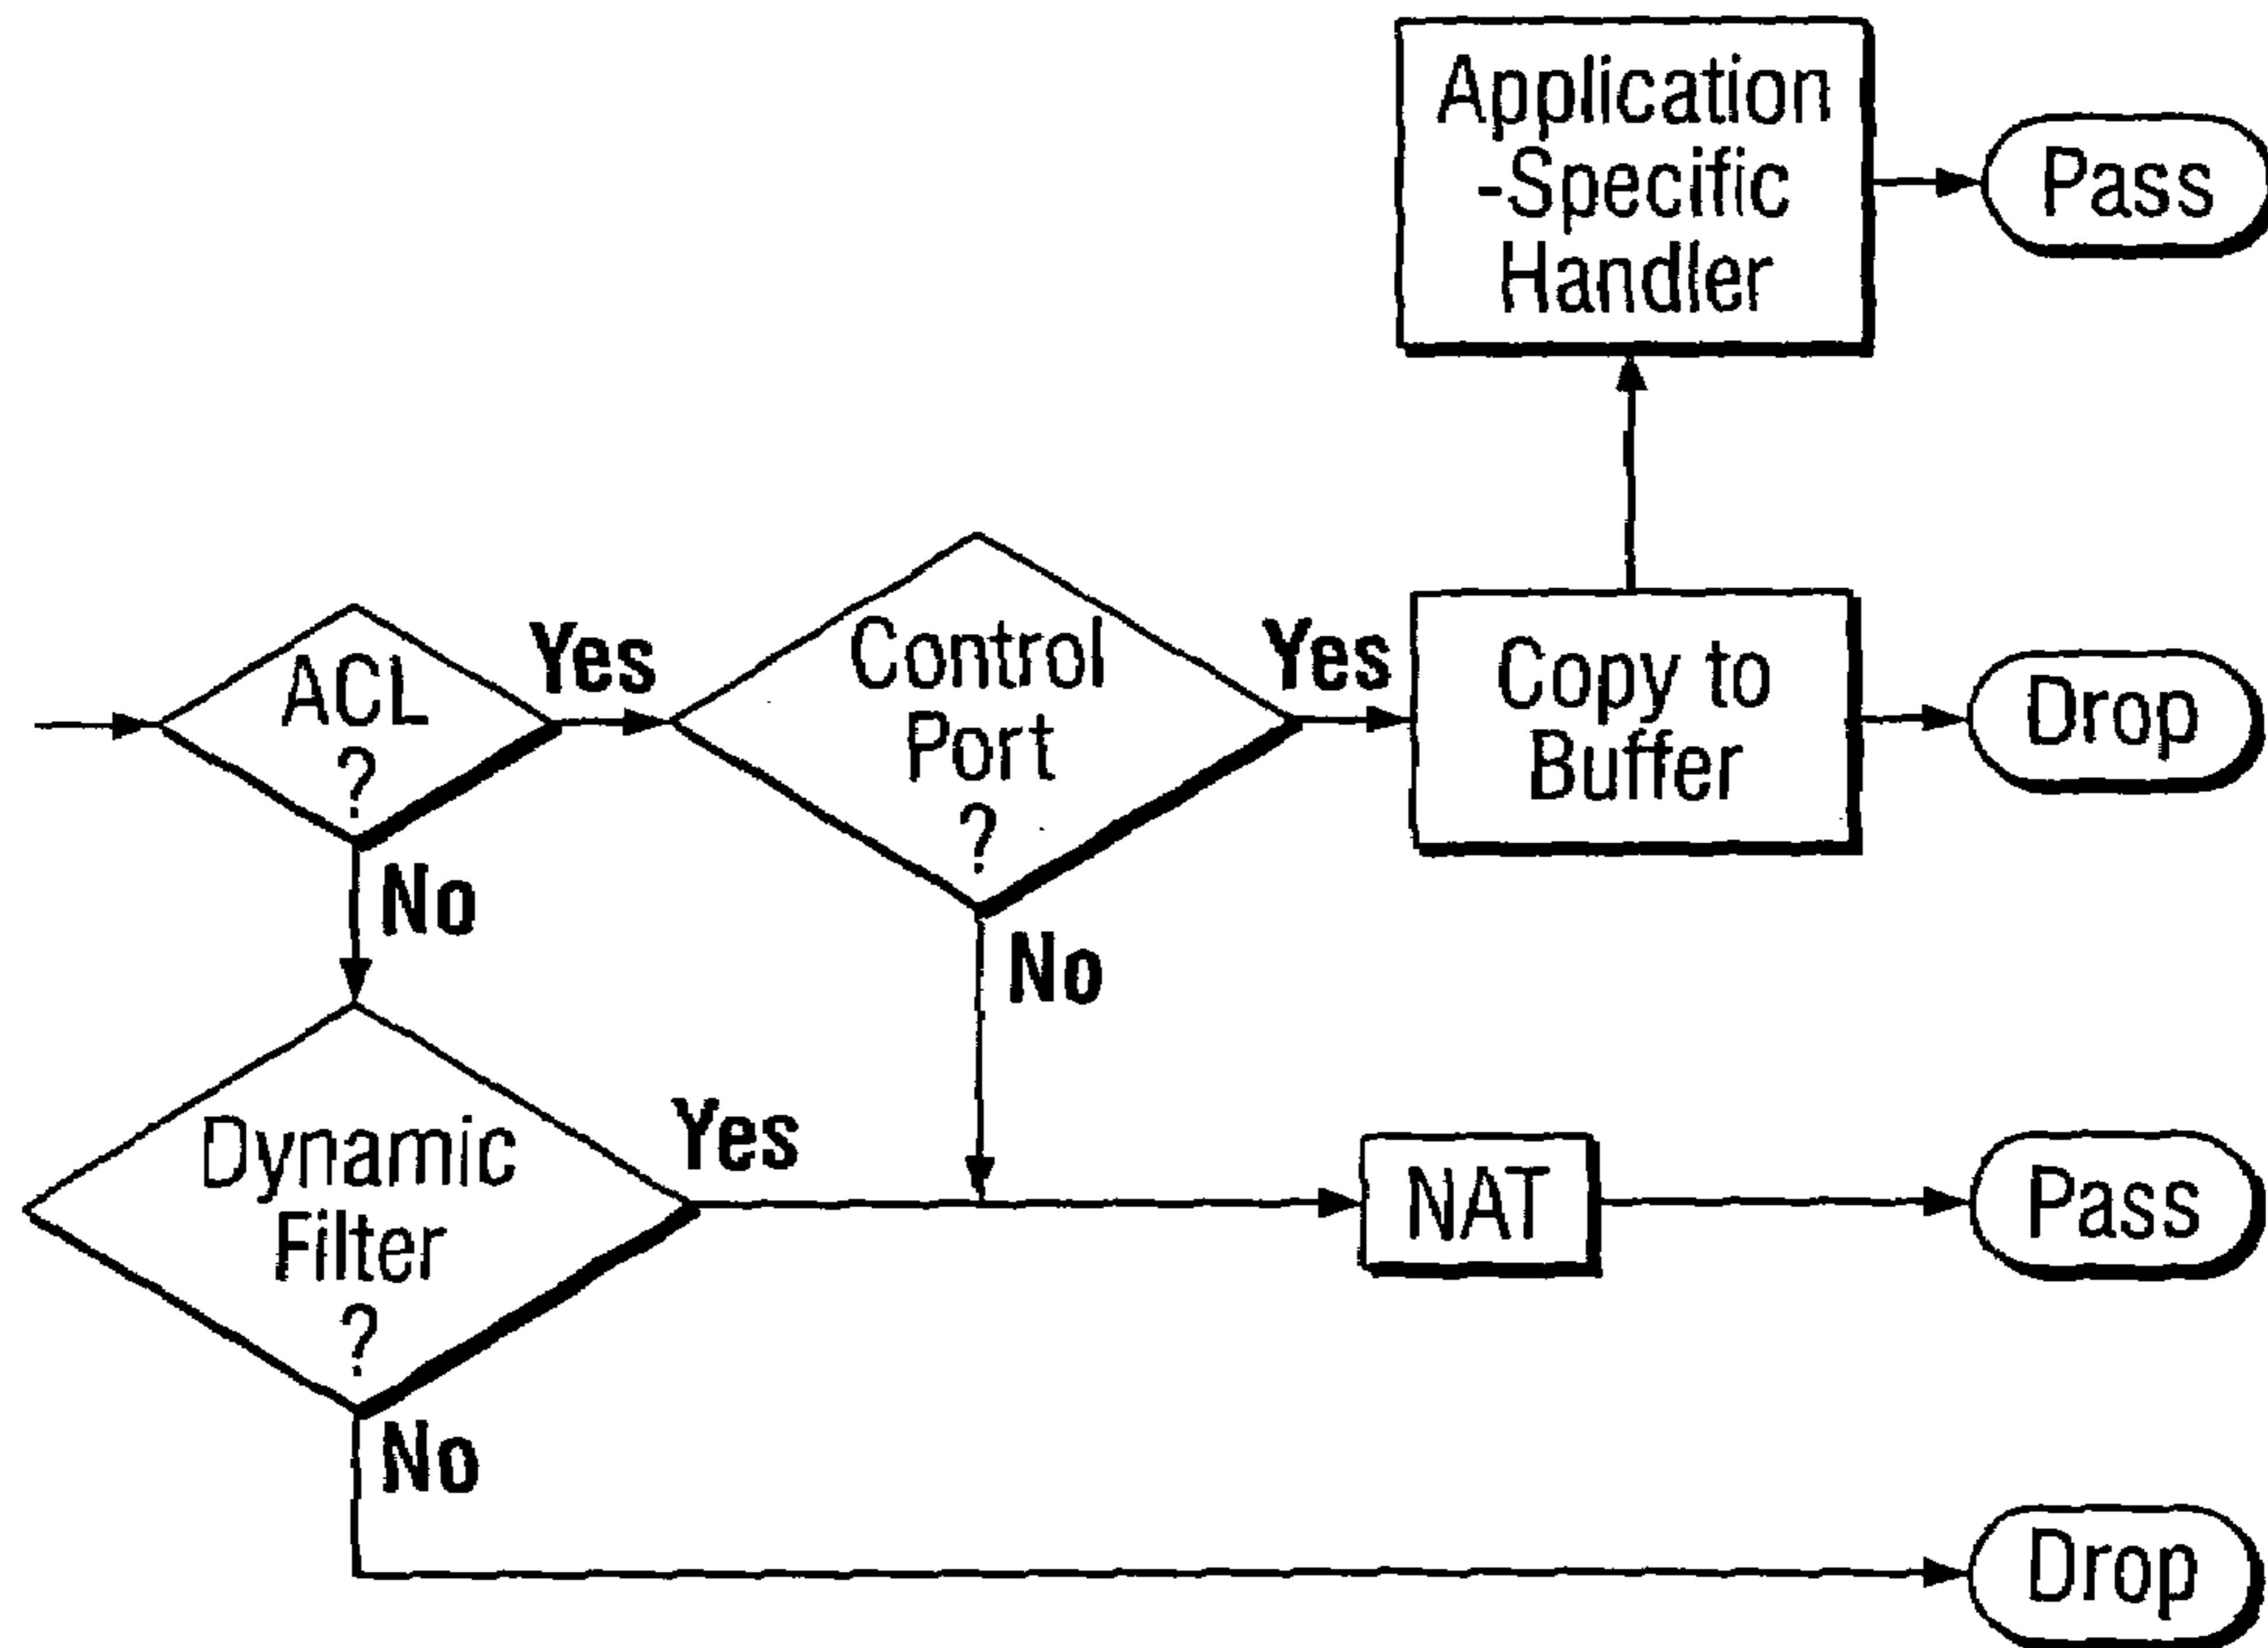 Application
-Specific
Handler
Pass
ACL
?
Yes
Control
Port
?
Yes
Copy to
Buffer
Drop
No
No
Dynamic
Filter
?
Yes
NAT
Pass
No
Drop